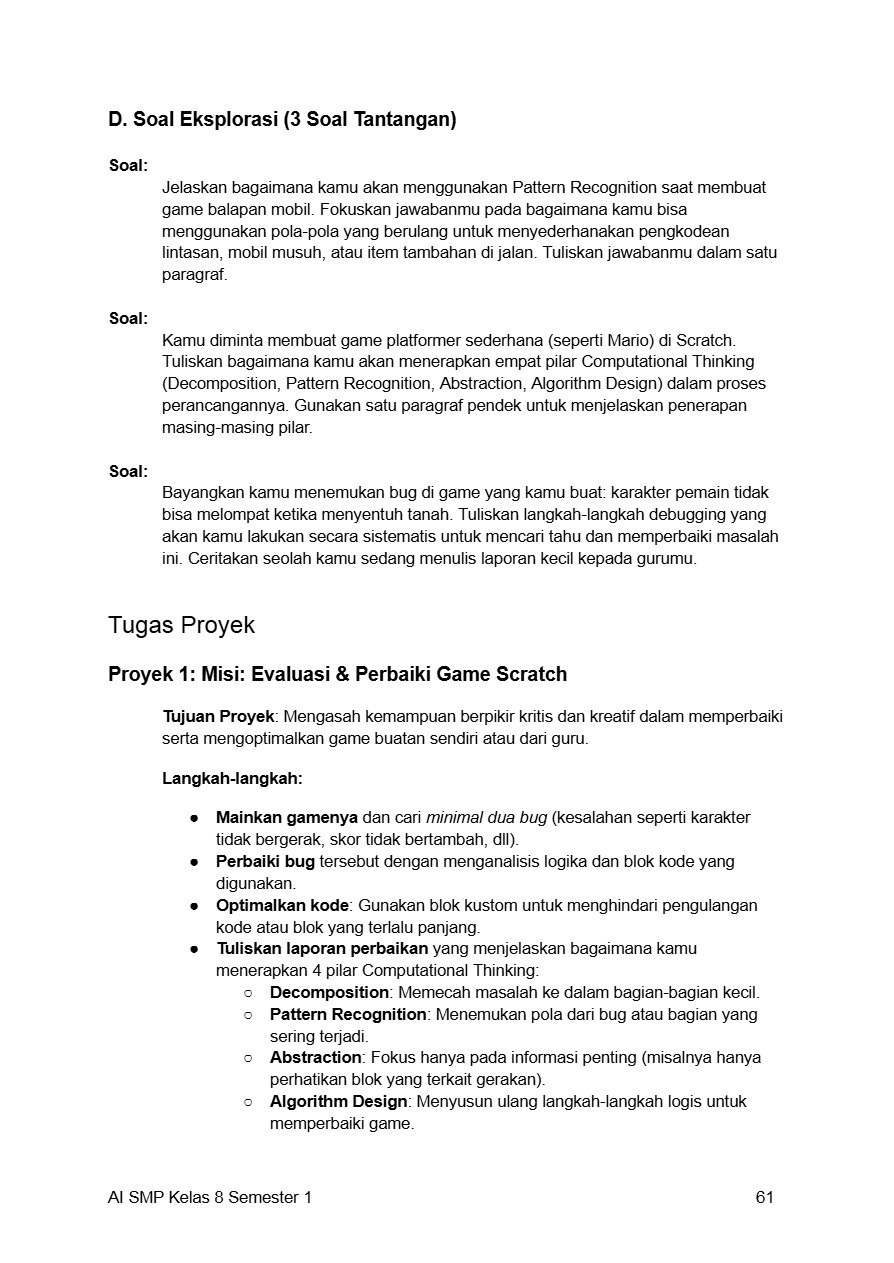 D. Soal Eksplorasi (3 Soal Tantangan)
Soal:
Jelaskan bagaimana kamu akan menggunakan Pattern Recognition saat membuat
game balapan mobil. Fokuskan jawabanmu pada bagaimana kamu bisa
menggunakan pola-pola yang berulang untuk menyederhanakan pengkodean
lintasan, mobil musuh, atau item tambahan di jalan. Tuliskan jawabanmu dalam satu
paragraf.
Soal:
Kamu diminta membuat game platformer sederhana (seperti Mario) di Scratch.
Tuliskan bagaimana kamu akan menerapkan empat pilar Computational Thinking
(Decomposition, Pattern Recognition, Abstraction, Algorithm Design) dalam proses
perancangannya. Gunakan satu paragraf pendek untuk menjelaskan penerapan
masing-masing pilar.
Soal:
Bayangkan kamu menemukan bug di game yang kamu buat: karakter pemain tidak
bisa melompat ketika menyentuh tanah. Tuliskan langkah-langkah debugging yang
akan kamu lakukan secara sistematis untuk mencari tahu dan memperbaiki masalah
ini. Ceritakan seolah kamu sedang menulis laporan kecil kepada gurumu.
Tugas Proyek
Proyek 1: Misi: Evaluasi & Perbaiki Game Scratch
Tujuan Proyek: Mengasah kemampuan berpikir kritis dan kreatif dalam memperbaiki
serta mengoptimalkan game buatan sendiri atau dari guru.
Langkah-langkah:
● Mainkan gamenya dan cari minimal dua bug (kesalahan seperti karakter
tidak bergerak, skor tidak bertambah, dll).
● Perbaiki bug tersebut dengan menganalisis logika dan blok kode yang
digunakan.
● Optimalkan kode: Gunakan blok kustom untuk menghindari pengulangan
kode atau blok yang terlalu panjang.
● Tuliskan laporan perbaikan yang menjelaskan bagaimana kamu
menerapkan 4 pilar Computational Thinking:
○ Decomposition: Memecah masalah ke dalam bagian-bagian kecil.
○ Pattern Recognition: Menemukan pola dari bug atau bagian yang
sering terjadi.
○ Abstraction: Fokus hanya pada informasi penting (misalnya hanya
perhatikan blok yang terkait gerakan).
○ Algorithm Design: Menyusun ulang langkah-langkah logis untuk
memperbaiki game.
AI SMP Kelas 8 Semester 1 61